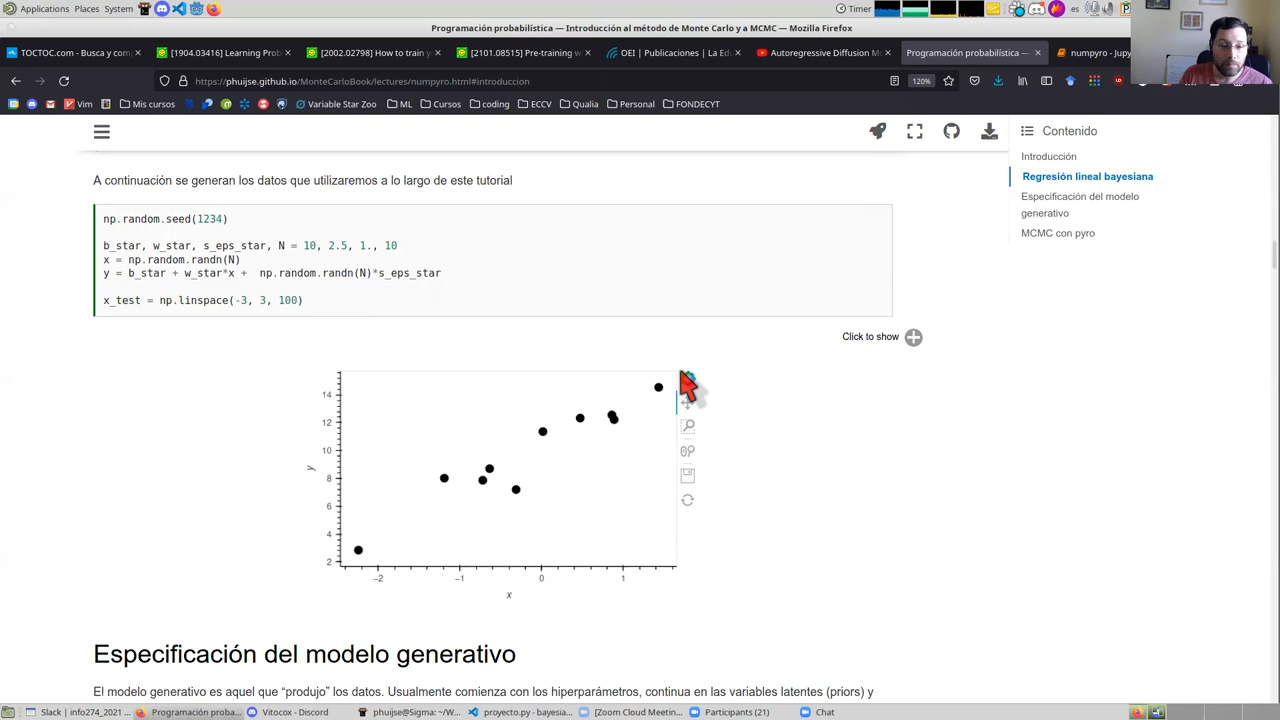 Applications Places System
Timer
es
Programación probabilística — Introducción al método de Monte Carlo y a MCMC — Mozilla Firefox
TOCTOC.com - Busca y com
[1904.03416] Learning Prob
[2002.02798] How to train y
[2101.08515] Pre-training w
OEI | Publicaciones | La Edu
Autoregressive Diffusion Mo
Programación probabilística —
numpyro - Jupy
https://phuijse.github.io/MonteCarloBook/lectures/numpyro.html#introduccion
120%
Vim
Mis cursos
Variable Star Zoo
ML
Cursos
coding
ECCV
Qualia
Personal
FONDECYT
Contenido
Introducción
Regresión lineal bayesiana
Especificación del modelo
generativo
MCMC con pyro
A continuación se generan los datos que utilizaremos a lo largo de este tutorial
np.random.seed(1234)
b_star, w_star, s_eps_star, N = 10, 2.5, 1., 10
x = np.random.randn(N)
y = b_star + w_star*x +  np.random.randn(N)*s_eps_star
x_test = np.linspace(-3, 3, 100)
Click to show
14
12
10
8
6
4
2
y
−2 −1 0 1
x
Especificación del modelo generativo
El modelo generativo es aquel que “produjo” los datos. Usualmente comienza con los hiperparámetros, continua en las variables latentes (priors) y
Slack | info274_2021
Programación proba...
Vitocox - Discord
phuijse@Sigma: ~/W...
proyecto.py - bayesia...
[Zoom Cloud Meetin...
Participants (21)
Chat